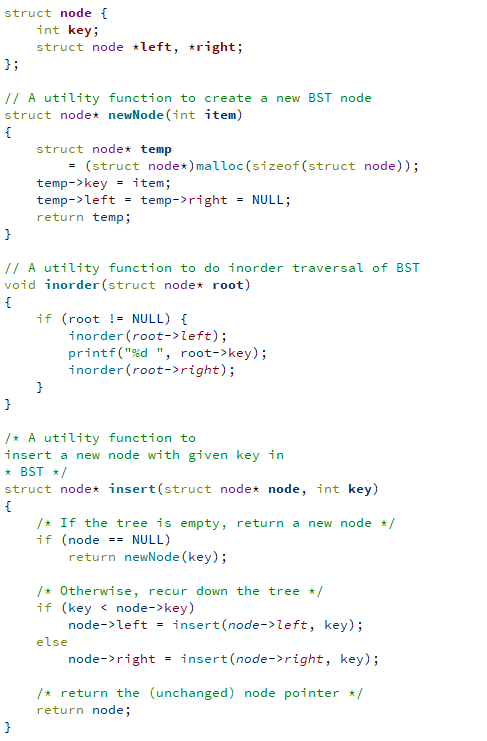 struct node {
    int key;
    struct node *left, *right;
};

// A utility function to create a new BST node
struct node* newNode(int item)
{
    struct node* temp
        = (struct node*)malloc(sizeof(struct node));
    temp->key = item;
    temp->left = temp->right = NULL;
    return temp;
}

// A utility function to do inorder traversal of BST
void inorder(struct node* root)
{
    if (root != NULL) {
        inorder(root->left);
        printf("%d ", root->key);
        inorder(root->right);
    }
}

/* A utility function to
insert a new node with given key in
* BST */
struct node* insert(struct node* node, int key)
{
    /* If the tree is empty, return a new node */
    if (node == NULL)
        return newNode(key);

    /* Otherwise, recur down the tree */
    if (key < node->key)
        node->left = insert(node->left, key);
    else
        node->right = insert(node->right, key);

    /* return the (unchanged) node pointer */
    return node;
}